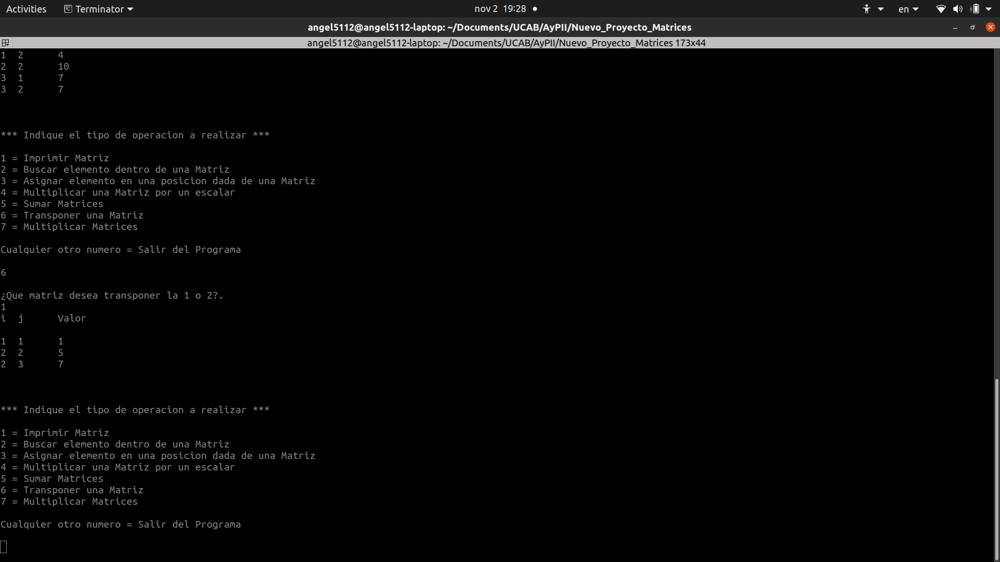 Activities Terminator nov 2 19:28 en
angel5112@angel5112-laptop: ~/Documents/UCAB/AyPII/Nuevo_Proyecto_Matrices
angel5112@angel5112-laptop: ~/Documents/UCAB/AyPII/Nuevo_Proyecto_Matrices 173x44
1 2 4
2 2 10
3 1 7
3 2 7
*** Indique el tipo de operacion a realizar ***
1 = Imprimir Matriz
2 = Buscar elemento dentro de una Matriz
3 = Asignar elemento en una posicion dada de una Matriz
4 = Multiplicar una Matriz por un escalar
5 = Sumar Matrices
6 = Transponer una Matriz
7 = Multiplicar Matrices
Cualquier otro numero = Salir del Programa
6
¿Que matriz desea transponer la 1 o 2?.
1
i j Valor
1 1 1
2 2 5
2 3 7
*** Indique el tipo de operacion a realizar ***
1 = Imprimir Matriz
2 = Buscar elemento dentro de una Matriz
3 = Asignar elemento en una posicion dada de una Matriz
4 = Multiplicar una Matriz por un escalar
5 = Sumar Matrices
6 = Transponer una Matriz
7 = Multiplicar Matrices
Cualquier otro numero = Salir del Programa